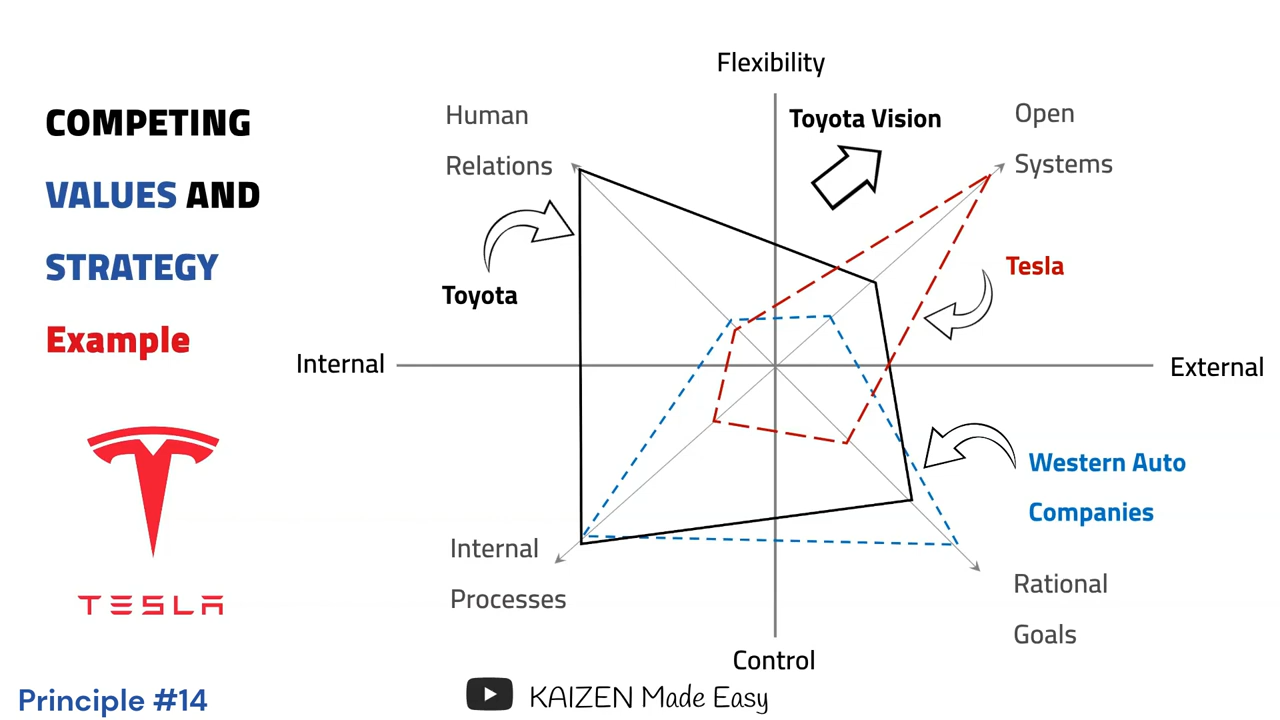 COMPETING
VALUES AND
STRATEGY
Example
TESLA
Principle #14
Flexibility
Toyota Vision
Human
Relations
Open
Systems
Toyota
Tesla
Internal
External
Western Auto
Companies
Internal
Processes
Rational
Goals
Control
KAIZEN Made Easy